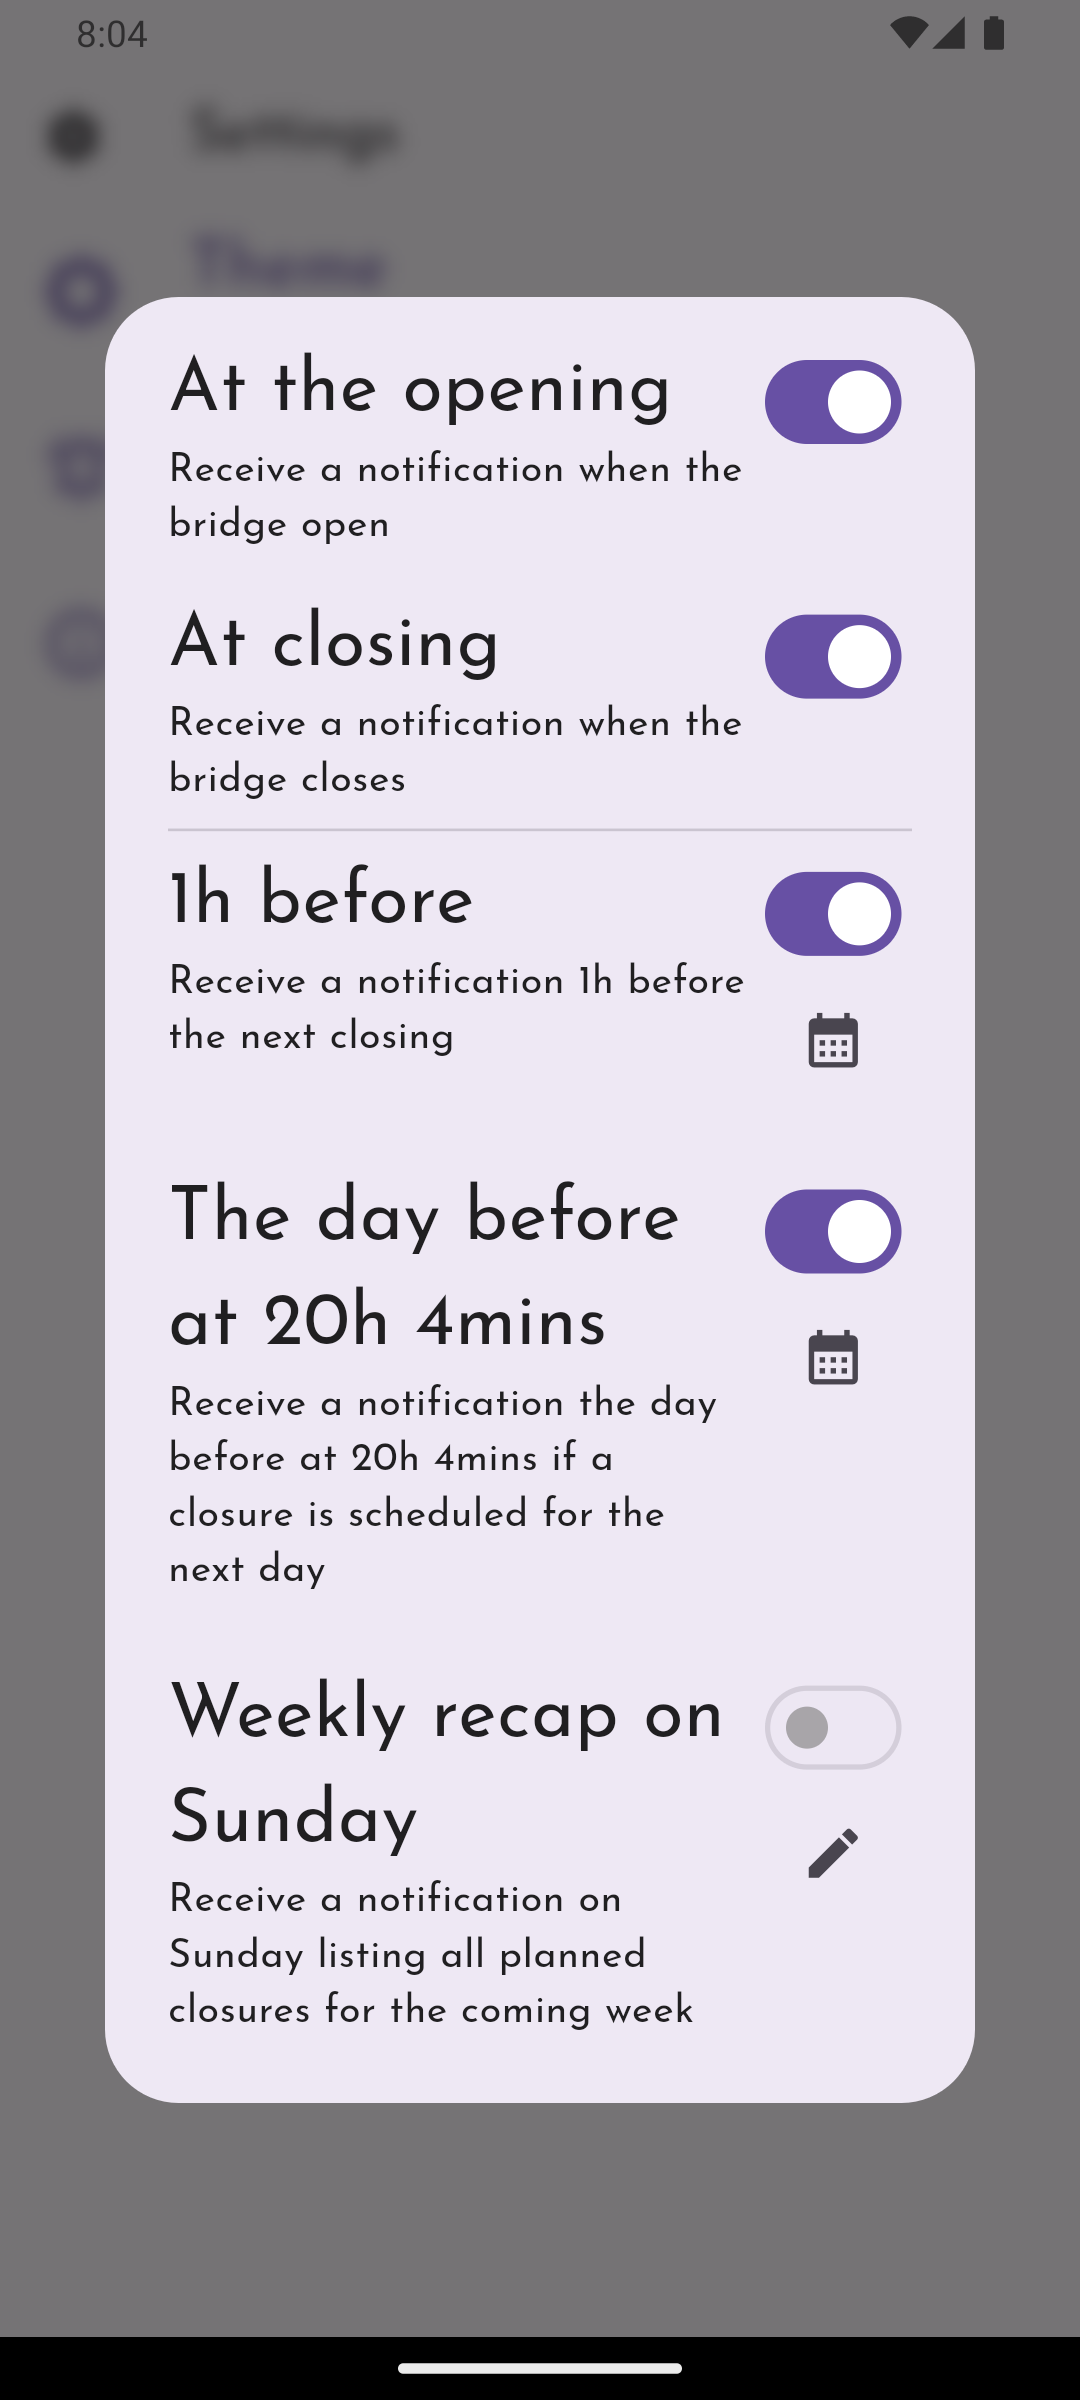 8:04
Settings
Theme
At the opening
Receive a notification when the
bridge open
At closing
Receive a notification when the
bridge closes
1h before
Receive a notification 1h before
the next closing
The day before
at 20h 4mins
Receive a notification the day
before at 20h 4mins if a
closure is scheduled for the
next day
Weekly recap on
Sunday
Receive a notification on
Sunday listing all planned
closures for the coming week